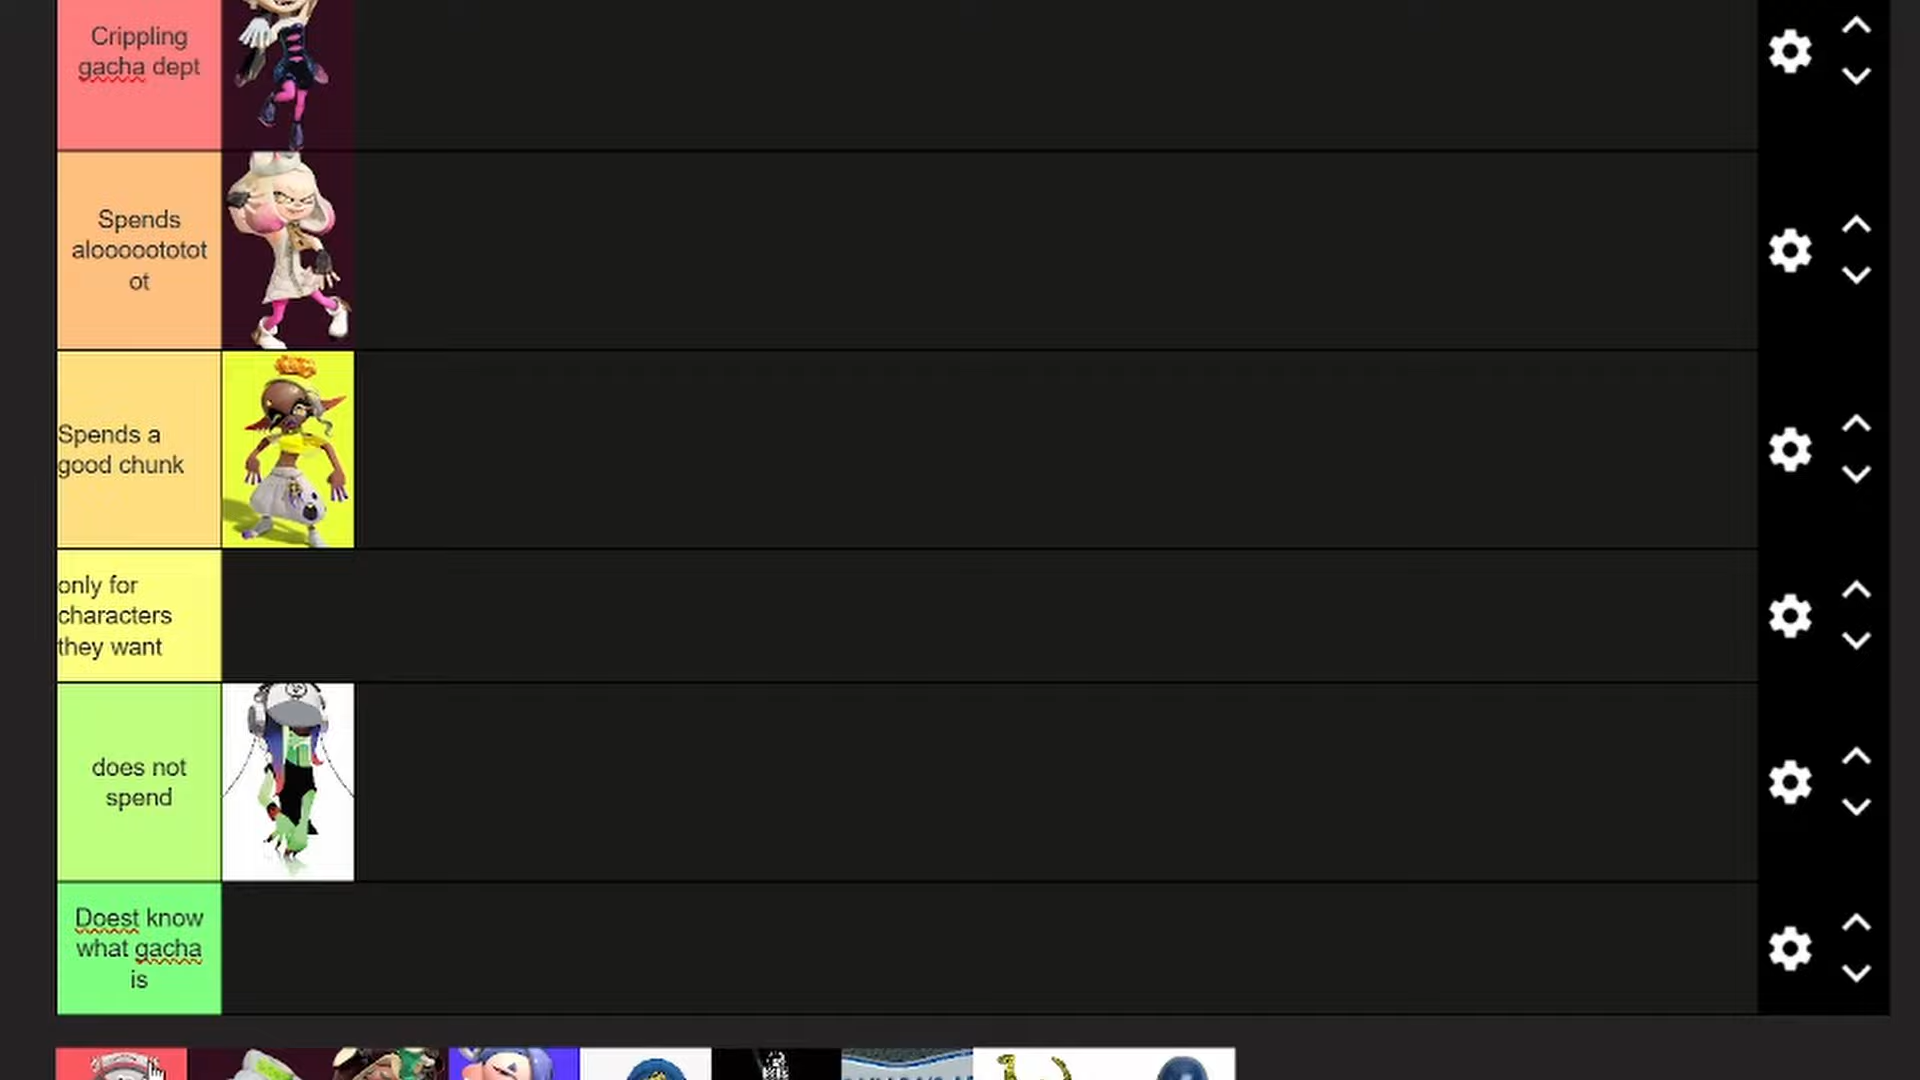 Crippling
gacha dept
Spends
alooooototot
ot
Spends a
good chunk
only for
characters
they want
does not
spend
Doest know
what gacha
is